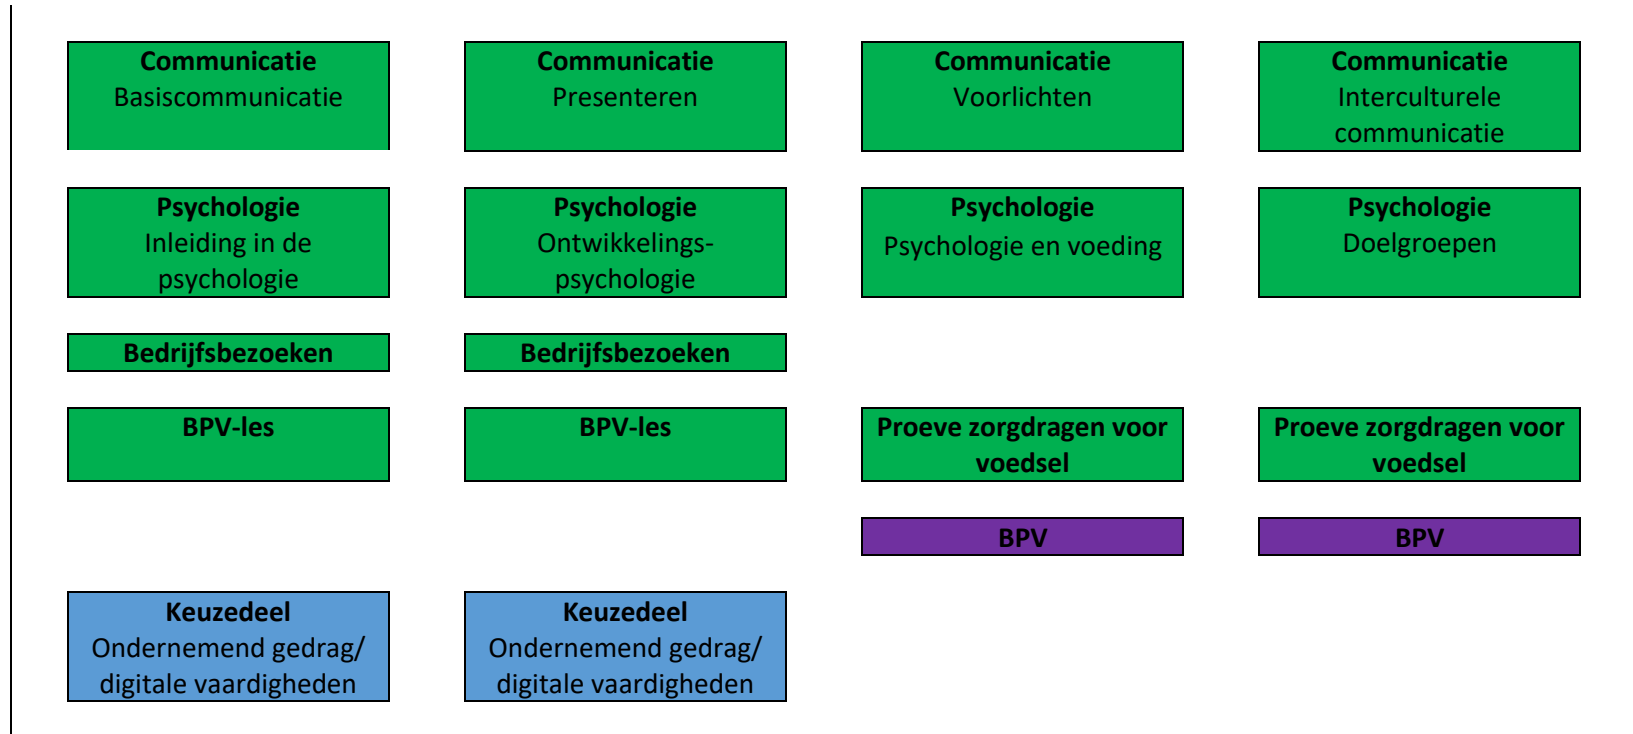 Communicatie
Basiscommunicatie
Communicatie
Presenteren
Communicatie
Voorlichten
Communicatie
Interculturele
communicatie
Psychologie
Inleiding in de
psychologie
Psychologie
Ontwikkelings-
psychologie
Psychologie
Psychologie en voeding
Psychologie
Doelgroepen
Bedrijfsbezoeken
Bedrijfsbezoeken
BPV-les
BPV-les
Proeve zorgdragen voor
voedsel
Proeve zorgdragen voor
voedsel
BPV
BPV
Keuzedeel
Ondernemend gedrag/
digitale vaardigheden
Keuzedeel
Ondernemend gedrag/
digitale vaardigheden